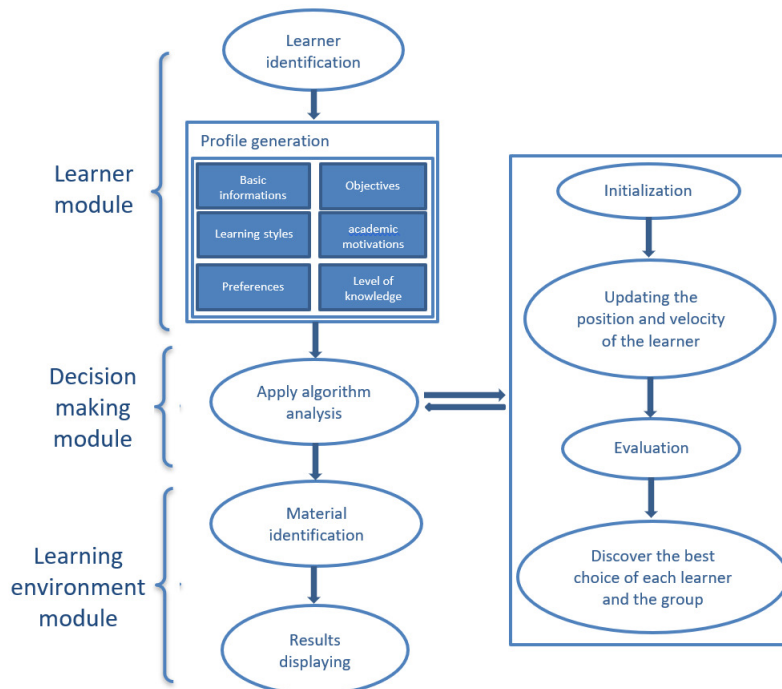 Learner
identification
Learner
module
Profile generation
Basic
informations
Objectives
Learning styles
academic
motivations
Preferences
Level of
knowledge
Decision
making
module
Apply algorithm
analysis
Learning
environment
module
Material
identification
Results
displaying
Initialization
Updating the
position and velocity
of the learner
Evaluation
Discover the best
choice of each learner
and the group